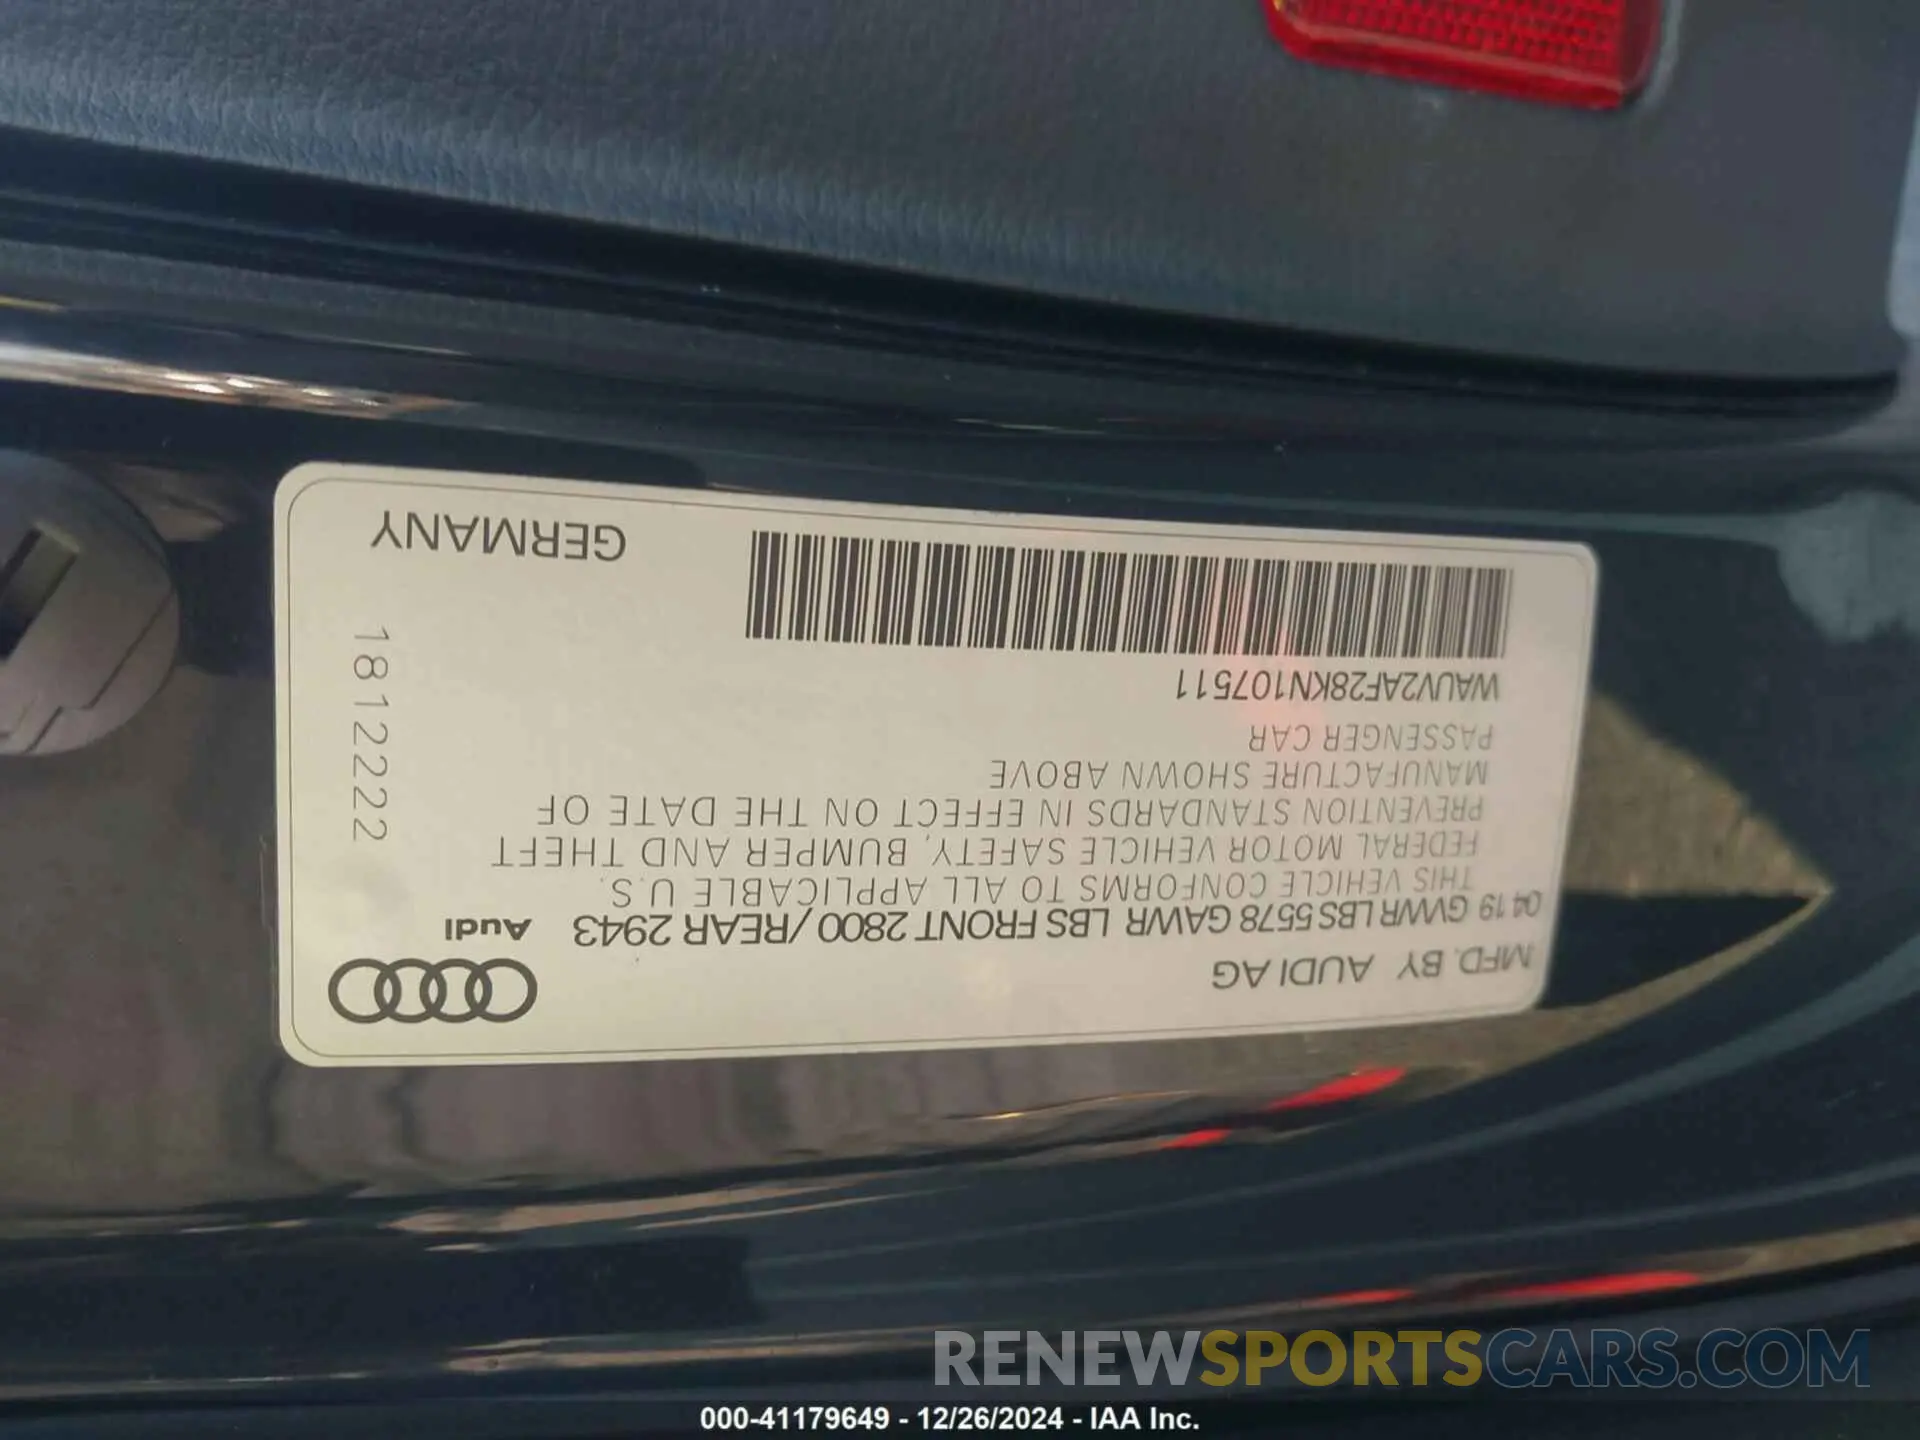 MFD. BY AUDI AG
04 19 GVWR LBS 5578 GAWR LBS FRONT 2800 / REAR 2943
Audi
THIS VEHICLE CONFORMS TO ALL APPLICABLE U.S.
FEDERAL MOTOR VEHICLE SAFETY, BUMPER AND THEFT
PREVENTION STANDARDS IN EFFECT ON THE DATE OF
MANUFACTURE SHOWN ABOVE
PASSENGER CAR
WAUV2AF28KN107511
1812222
GERMANY
RENEWSPORTSCARS.COM
000-41179649 - 12/26/2024 - IAA Inc.